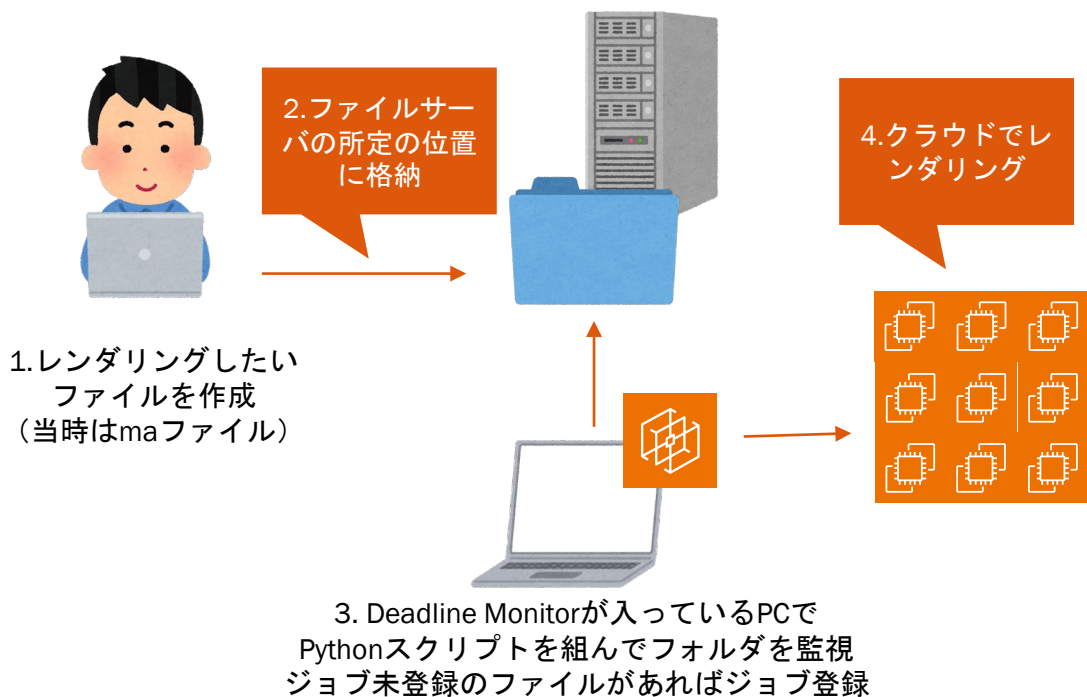 1.レンダリングしたい
ファイルを作成
（当時はmaファイル）
2.ファイルサー
バの所定の位置
に格納
3. Deadline Monitorが入っているPCで
Pythonスクリプトを組んでフォルダを監視
ジョブ未登録のファイルがあればジョブ登録
4.クラウドでレ
ンダリング